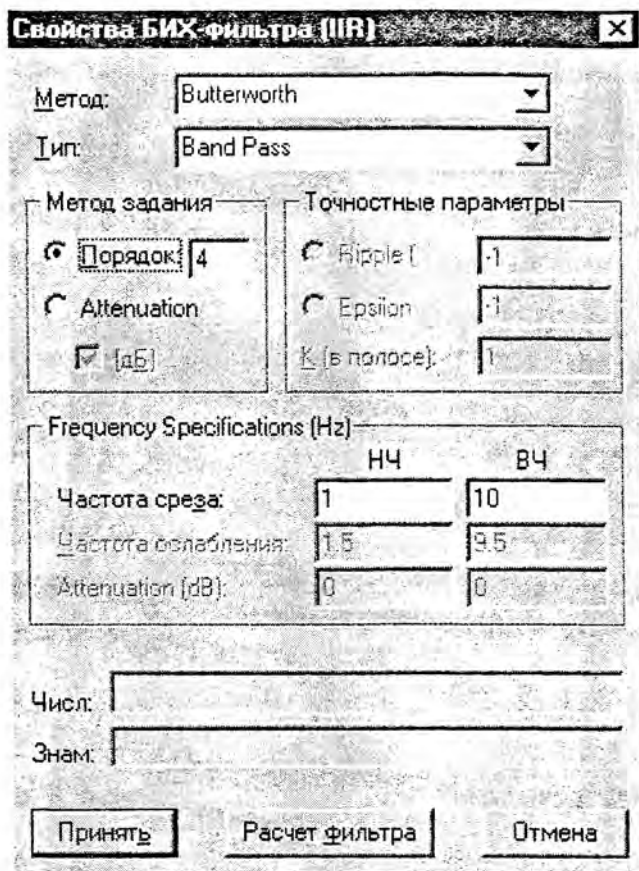 Свойства БИХ-фильтра (IIR)
Метод: Butterworth
Тип: Band Pass
Метод задания
Порядок: 4
Attenuation
(дБ)
Точностные параметры
Ripple (
-1
Epsilon
-1
К (в полосе):
1
Frequency Specifications (Hz)
НЧ ВЧ
Частота среза: 1 10
Частота ослабления: 1.5 9.5
Attenuation (dB): 0 0
Числ:
Знам:
Принять Расчет фильтра Отмена